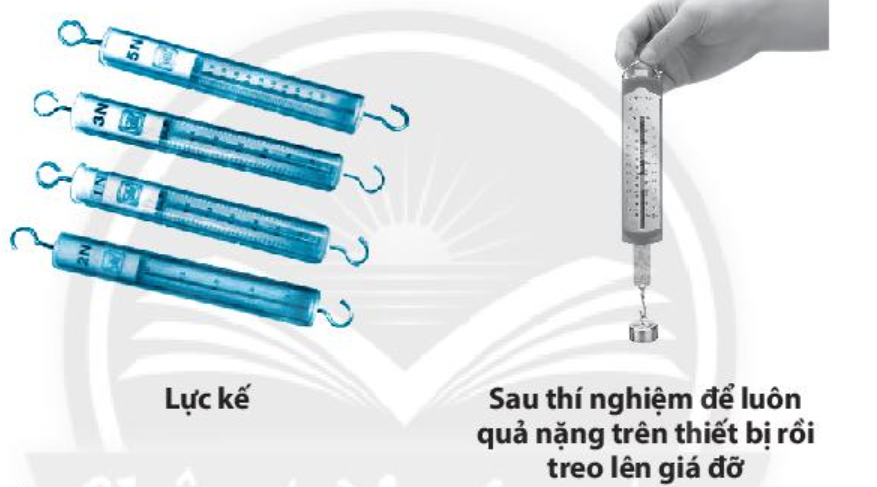 5N
3N
1N
2N
Lực kế
Sau thí nghiệm để luôn
quả nặng trên thiết bị rồi
treo lên giá đỡ